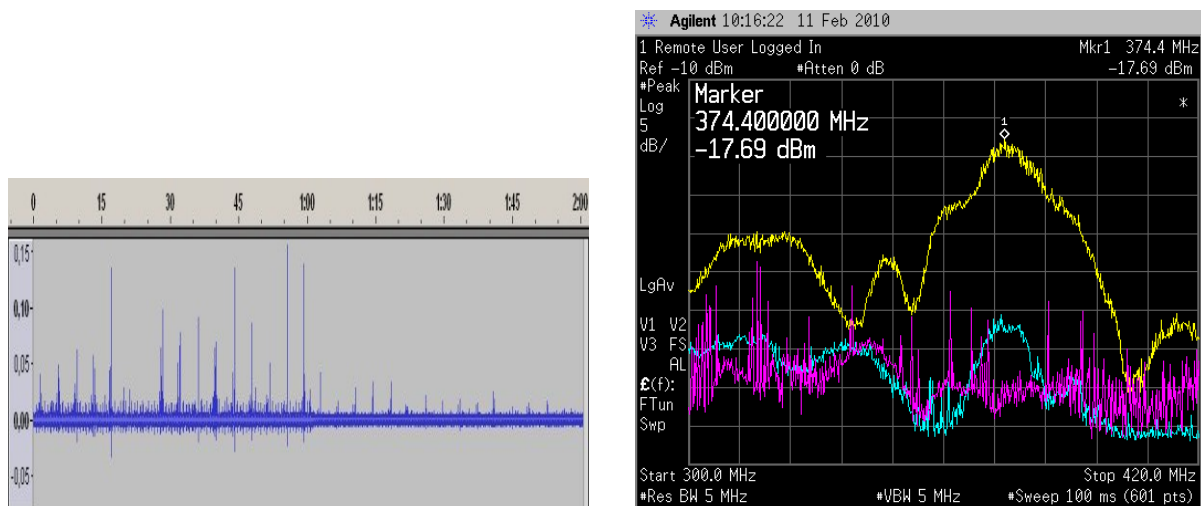 0 15 30 45 1:00 1:15 1:30 1:45 2:00
0,15
0,10
0,05
0,00
-0,05
Agilent 10:16:22 11 Feb 2010
1 Remote User Logged In Mkr1 374.4 MHz
Ref -10 dBm #Atten 0 dB -17.69 dBm
#Peak
Log
5
dB/
Marker
374.400000 MHz
-17.69 dBm
*
1
LgAv
V1 V2
V3 FS
AL
£(f):
FTun
Swp
Start 300.0 MHz Stop 420.0 MHz
#Res BW 5 MHz #VBW 5 MHz #Sweep 100 ms (601 pts)